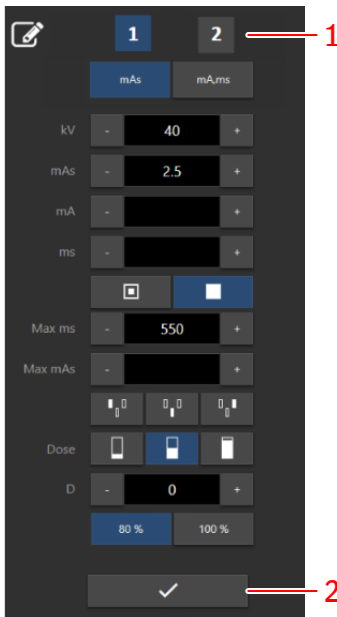 1 2 1
mAs mA,ms
kV - 40 +
mAs - 2.5 +
mA - +
ms - +
Max ms - 550 +
Max mAs - +
Dose
D - 0 +
80 % 100 %
2